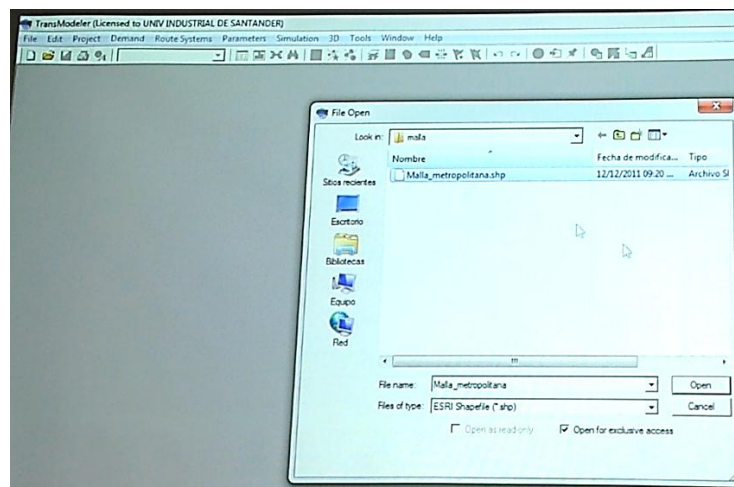 TransModeler (Licensed to UNIV INDUSTRIAL DE SANTANDER)
File Edit Project Demand Route Systems Parameters Simulation 3D Tools Window Help
File Open
Look in: malla
Nombre Fecha de modifica... Tipo
Malla_metropolitana.shp 12/12/2011 09:20 ... Archivo S
Sitios recientes
Escritorio
Bibliotecas
Equipo
Red
File name: Malla_metropolitana Open
Files of type: ESRI Shapefile (*.shp) Cancel
Open as read-only Open for exclusive access